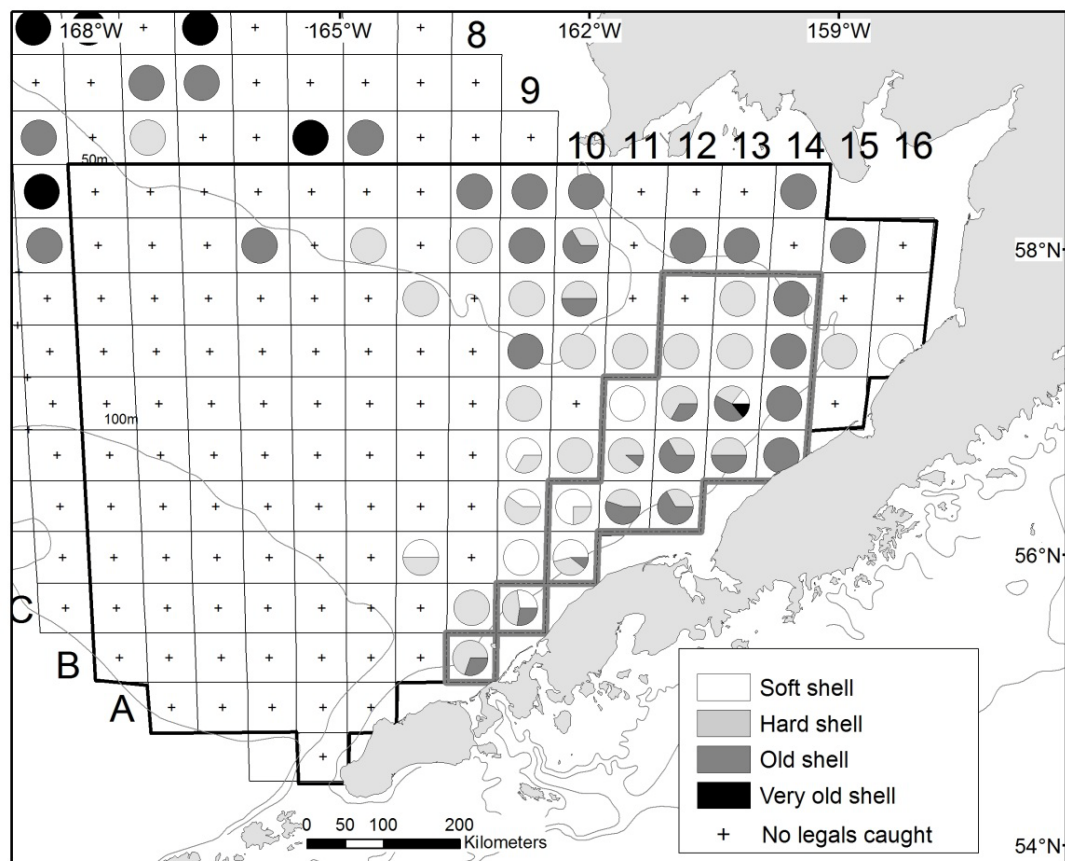 168°W
165°W
162°W
159°W
8
9
10 11 12 13 14 15 16
50m
58°N
100m
56°N
C
B
A
Soft shell
Hard shell
Old shell
Very old shell
+ No legals caught
0 50 100 200
Kilometers
54°N